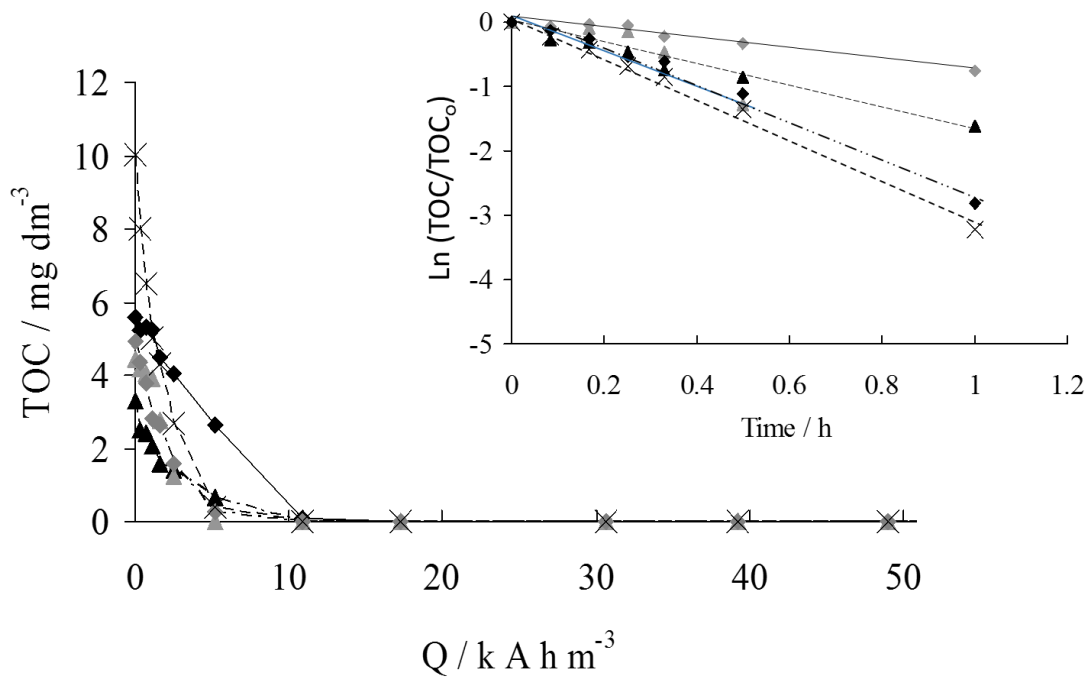 12
10
8
6
4
2
0
TOC / mg dm⁻³
0 10 20 30 40 50
Q / k A h m⁻³
0
-1
-2
-3
-4
-5
Ln (TOC/TOCₒ)
0 0.2 0.4 0.6 0.8 1 1.2
Time / h